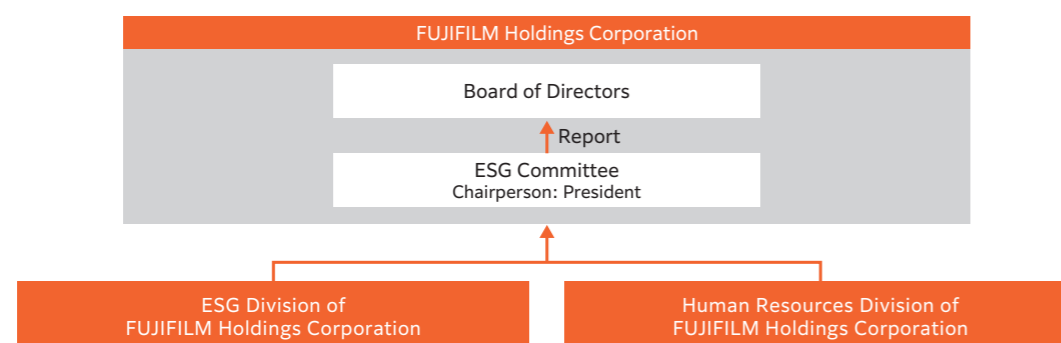 FUJIFILM Holdings Corporation
Board of Directors
Report
ESG Committee
Chairperson: President
ESG Division of
FUJIFILM Holdings Corporation
Human Resources Division of
FUJIFILM Holdings Corporation